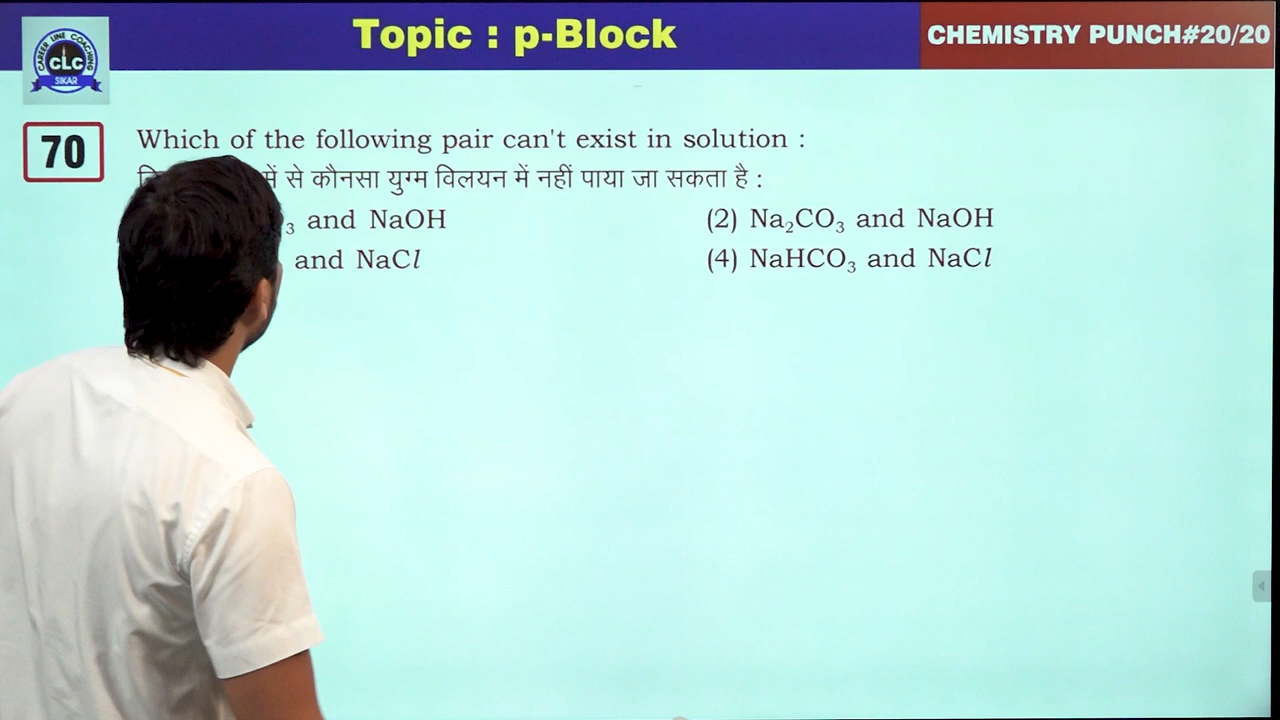 Topic : p-Block
CHEMISTRY PUNCH#20/20
CAREER LINE COACHING
CLC
SIKAR
70
Which of the following pair can't exist in solution :
में से कौनसा युग्म विलयन में नहीं पाया जा सकता है :
₃ and NaOH
(2) Na₂CO₃ and NaOH
and NaCl
(4) NaHCO₃ and NaCl